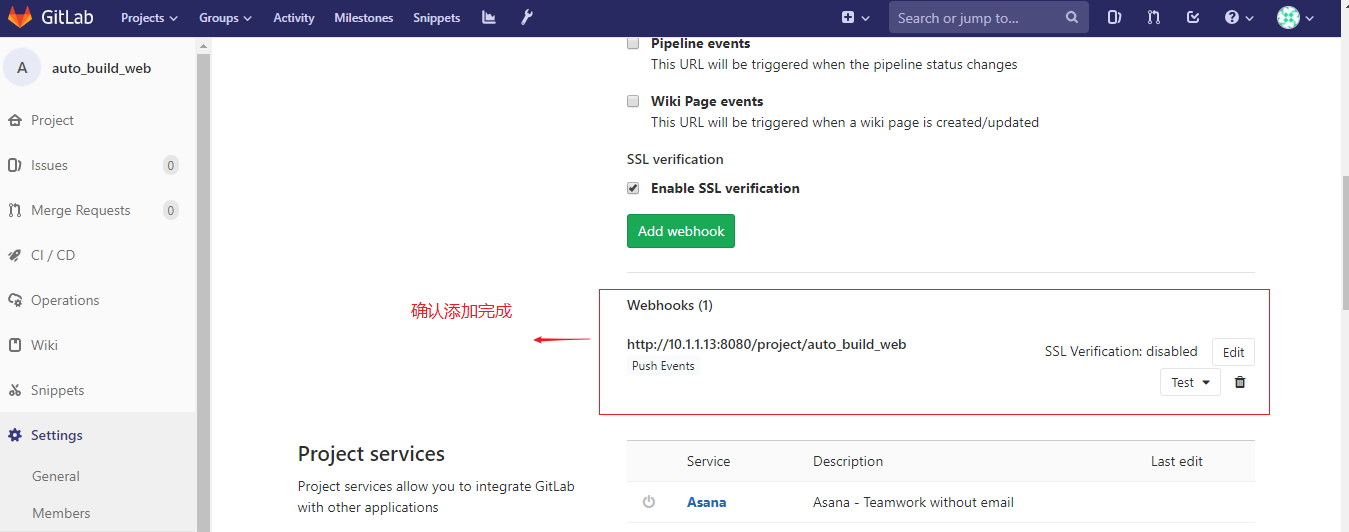 GitLab Projects Groups Activity Milestones Snippets Search or jump to...
A auto_build_web
Project
Issues 0
Merge Requests 0
CI / CD
Operations
Wiki
Snippets
Settings
General
Members
Pipeline events
This URL will be triggered when the pipeline status changes
Wiki Page events
This URL will be triggered when a wiki page is created/updated
SSL verification
Enable SSL verification
Add webhook
确认添加完成
Webhooks (1)
http://10.1.1.13:8080/project/auto_build_web
Push Events
SSL Verification: disabled Edit
Test
Project services
Project services allow you to integrate GitLab
with other applications
Service Description Last edit
Asana Asana - Teamwork without email